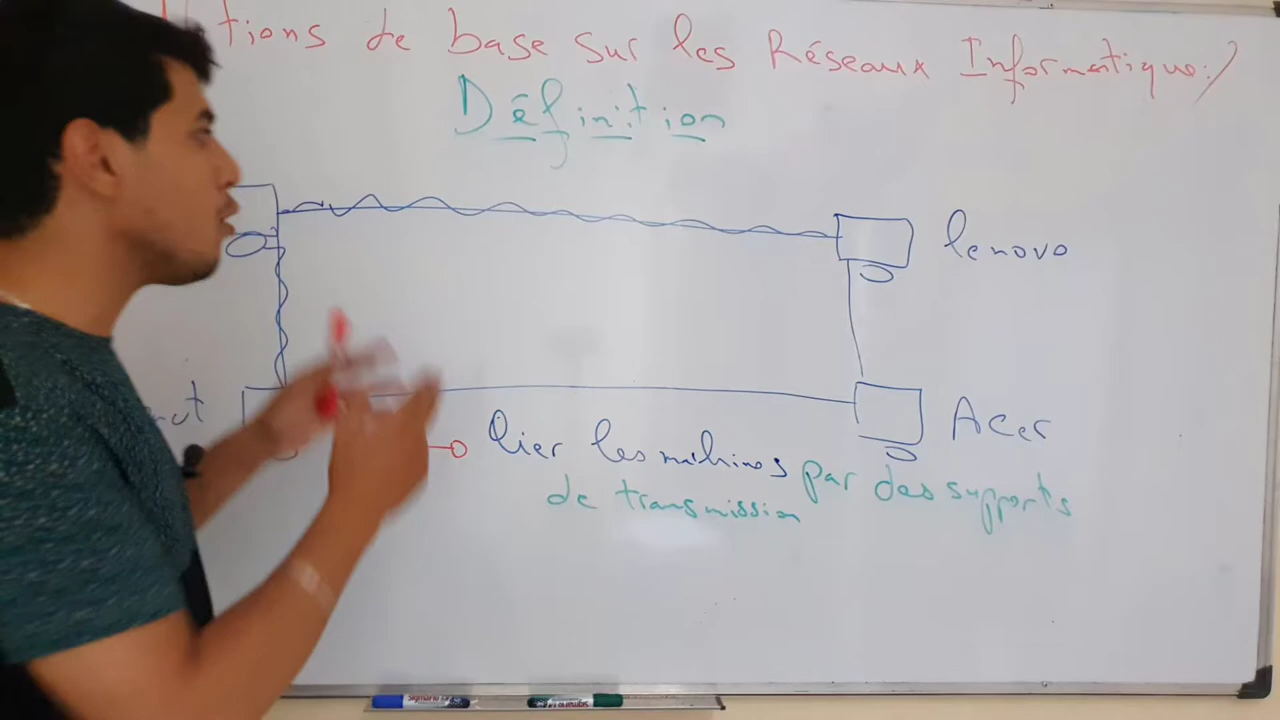 tions de base sur les Réseaux Informatique:/
Définition
lenovo
Acer
lier les machines par des supports
de transmission